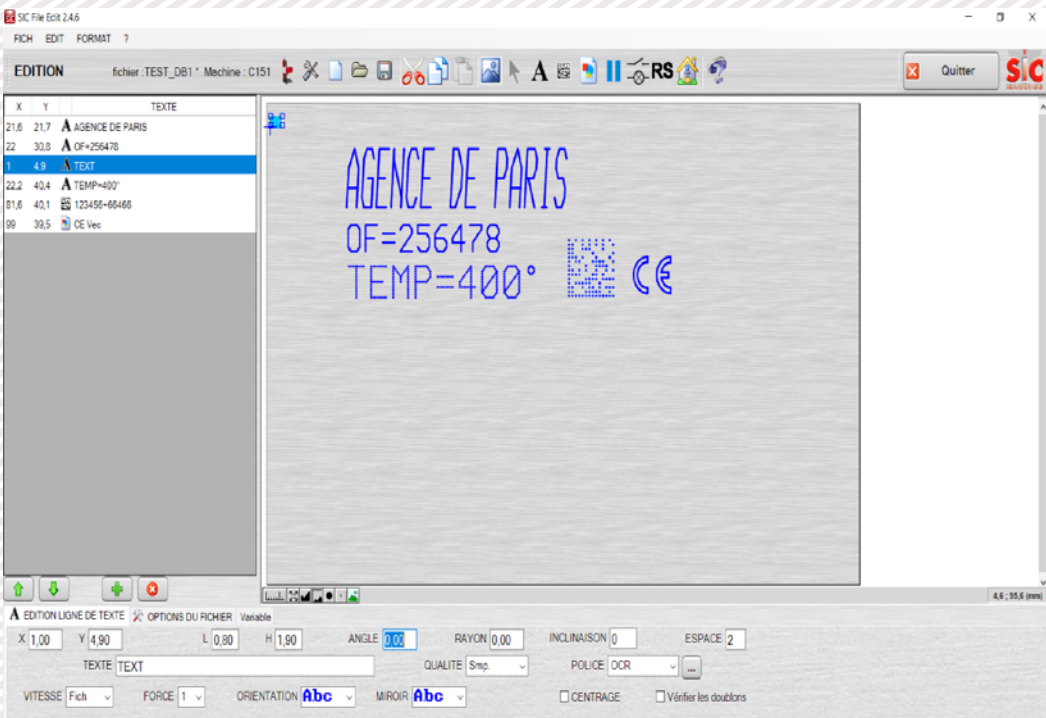 SIC File Ecit 2.4.6
FICH EDIT FORMAT ?
EDITION fichier :TEST_DB1* Machine : C151 A RS Quitter SIC
X Y TEXTE
21,6 21,7 A AGENCE DE PARIS
22 30,8 A OF=256478
1 4.9 A TEXT
22,2 40,4 A TEMP=400°
81,6 40,1 123456+66466
99 39,5 CE Vec
AGENCE DE PARIS
OF=256478
TEMP=400° CE
4,6 ; 95,6 (mm)
A EDITION LIGNE DE TEXTE OPTIONS DU FICHIER Variable
X 1,00 Y 4,90 L 0,80 H 1,90 ANGLE 0,00 RAYON 0,00 INCLINAISON 0 ESPACE 2
TEXTE TEXT QUALITE Smp. POLICE OCR ...
VITESSE Fich FORCE 1 ORIENTATION Abc MIROIR Abc CENTRAGE Vérifier les doublons